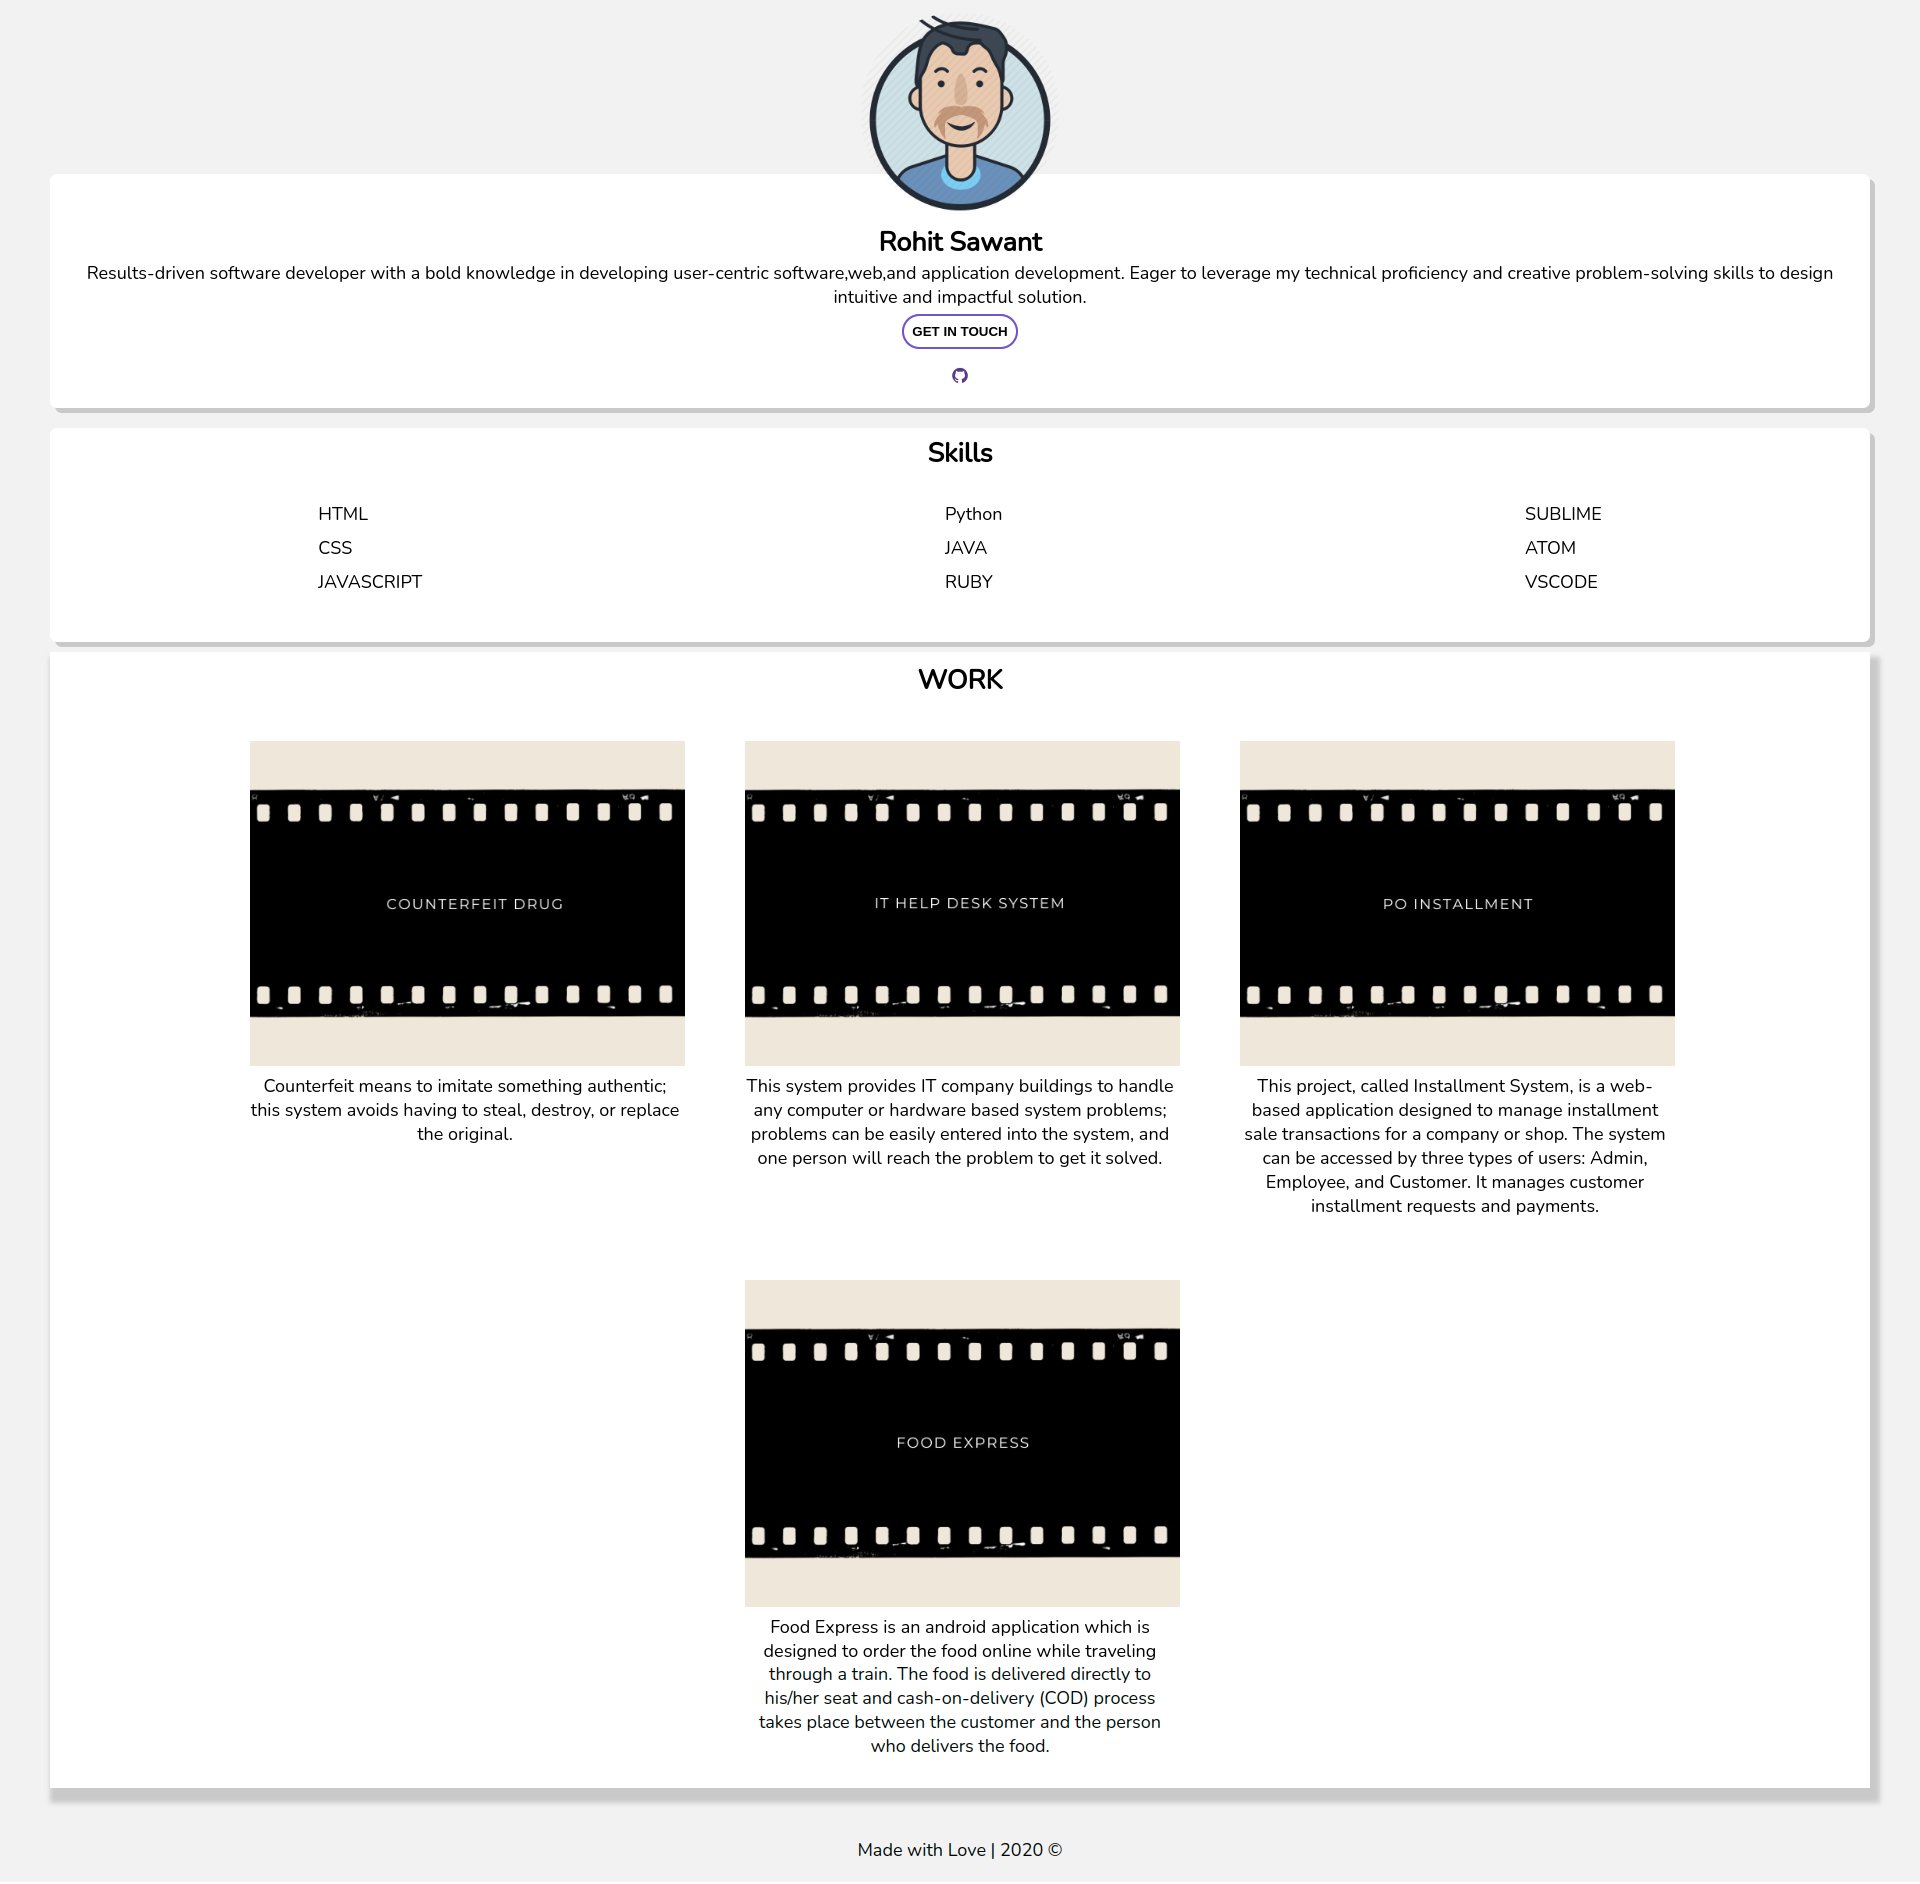 Rohit Sawant
Results-driven software developer with a bold knowledge in developing user-centric software,web,and application development. Eager to leverage my technical proficiency and creative problem-solving skills to design
intuitive and impactful solution.
GET IN TOUCH
Skills
HTML
CSS
JAVASCRIPT
Python
JAVA
RUBY
SUBLIME
ATOM
VSCODE
WORK
COUNTERFEIT DRUG
Counterfeit means to imitate something authentic;
this system avoids having to steal, destroy, or replace
the original.
IT HELP DESK SYSTEM
This system provides IT company buildings to handle
any computer or hardware based system problems;
problems can be easily entered into the system, and
one person will reach the problem to get it solved.
PO INSTALLMENT
This project, called Installment System, is a web-
based application designed to manage installment
sale transactions for a company or shop. The system
can be accessed by three types of users: Admin,
Employee, and Customer. It manages customer
installment requests and payments.
FOOD EXPRESS
Food Express is an android application which is
designed to order the food online while traveling
through a train. The food is delivered directly to
his/her seat and cash-on-delivery (COD) process
takes place between the customer and the person
who delivers the food.
Made with Love | 2020 ©